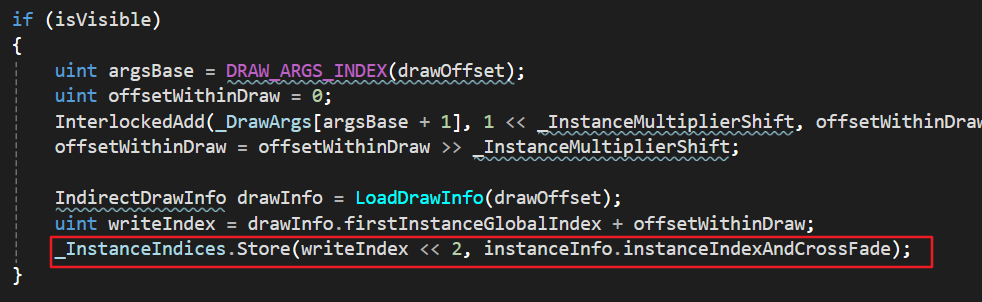 if (isVisible)
{
uint argsBase = DRAW_ARGS_INDEX(drawOffset);
uint offsetWithinDraw = 0;
InterlockedAdd(_DrawArgs[argsBase + 1], 1 << _InstanceMultiplierShift, offsetWithinDraw
offsetWithinDraw = offsetWithinDraw >> _InstanceMultiplierShift;
IndirectDrawInfo drawInfo = LoadDrawInfo(drawOffset);
uint writeIndex = drawInfo.firstInstanceGlobalIndex + offsetWithinDraw;
_InstanceIndices.Store(writeIndex << 2, instanceInfo.instanceIndexAndCrossFade);
}